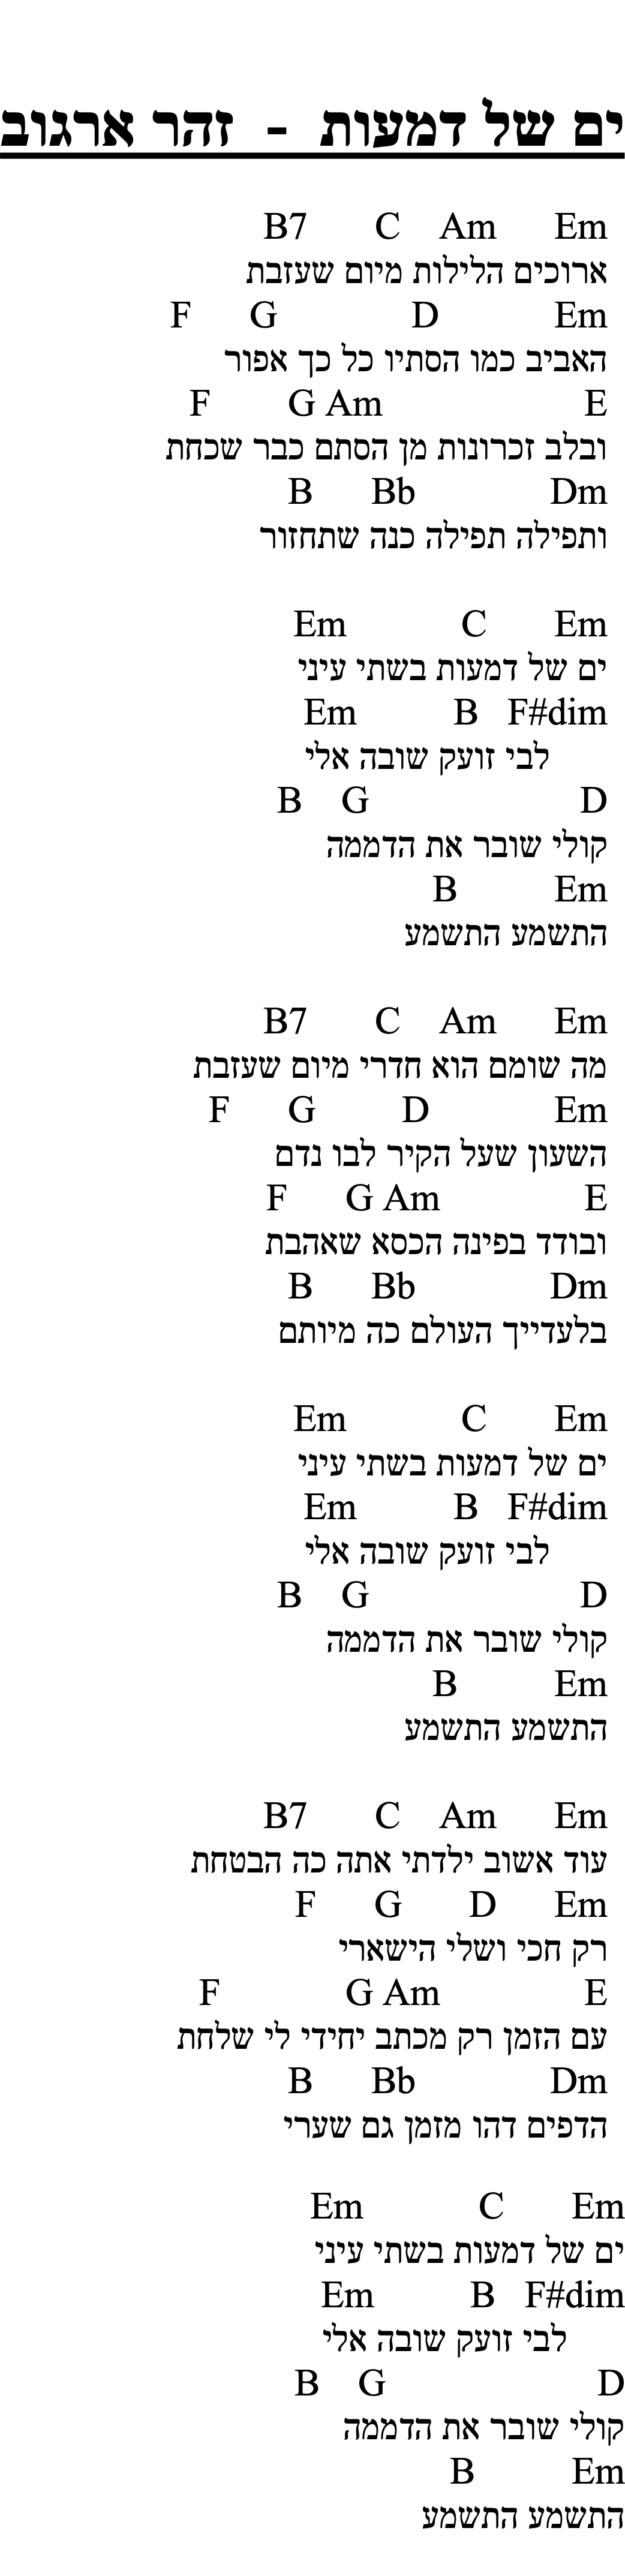 ים של דמעות - זהר ארגוב
B7 C Am Em
ארוכים הלילות מיום שעזבת
F G D Em
האביב כמו הסתיו כל כך אפור
F G Am E
ובלב זכרונות מן הסתם כבר שכחת
B Bb Dm
ותפילה תפילה כנה שתחזור
Em C Em
ים של דמעות בשתי עיני
Em B F#dim
לבי זועק שובה אלי
B G D
קולי שובר את הדממה
B Em
התשמע התשמע
B7 C Am Em
מה שומם הוא חדרי מיום שעזבת
F G D Em
השעון שעל הקיר לבו נדם
F G Am E
ובודד בפינה הכסא שאהבת
B Bb Dm
בלעדייך העולם כה מיותם
Em C Em
ים של דמעות בשתי עיני
Em B F#dim
לבי זועק שובה אלי
B G D
קולי שובר את הדממה
B Em
התשמע התשמע
B7 C Am Em
עוד אשוב ילדתי אתה כה הבטחת
F G D Em
רק חכי ושלי הישארי
F G Am E
עם הזמן רק מכתב יחידי לי שלחת
B Bb Dm
הדפים דהו מזמן גם שערי
Em C Em
ים של דמעות בשתי עיני
Em B F#dim
לבי זועק שובה אלי
B G D
קולי שובר את הדממה
B Em
התשמע התשמע